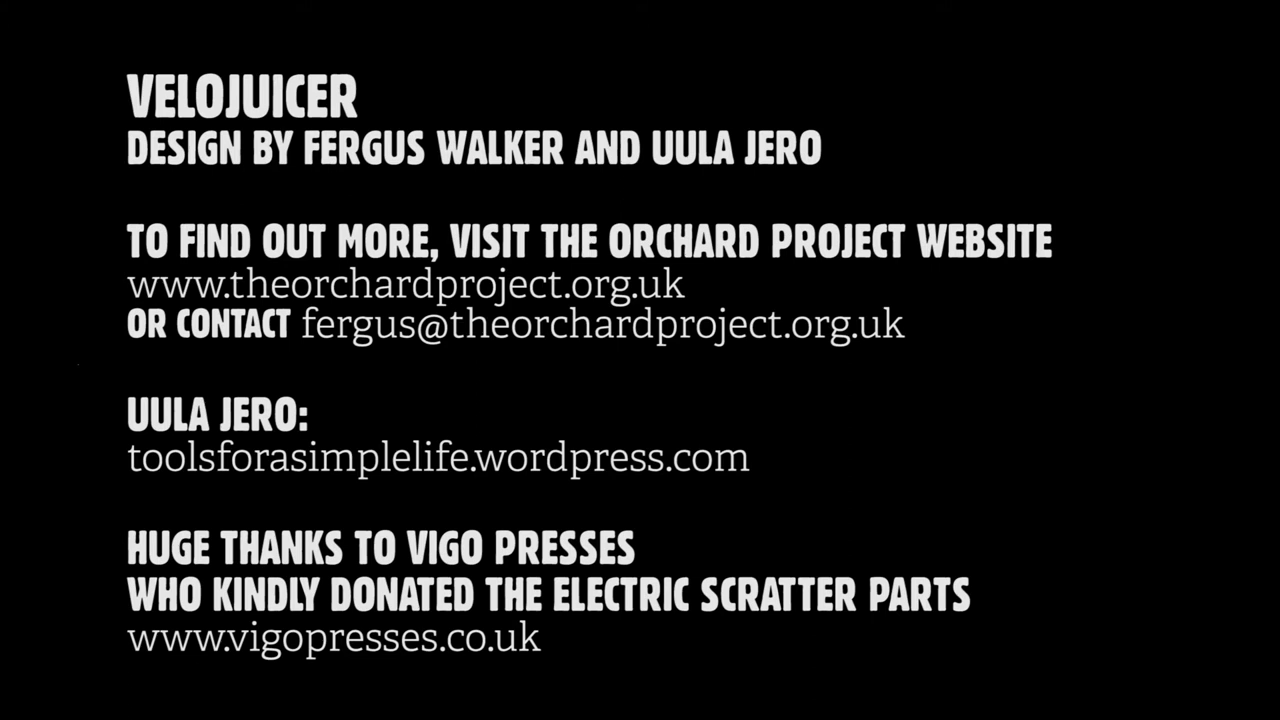 VELOJUICER
DESIGN BY FERGUS WALKER AND UULA JERO
TO FIND OUT MORE, VISIT THE ORCHARD PROJECT WEBSITE
www.theorchardproject.org.uk
OR CONTACT fergus@theorchardproject.org.uk
UULA JERO:
toolsforasimplelife.wordpress.com
HUGE THANKS TO VIGO PRESSES
WHO KINDLY DONATED THE ELECTRIC SCRATTER PARTS
www.vigopresses.co.uk